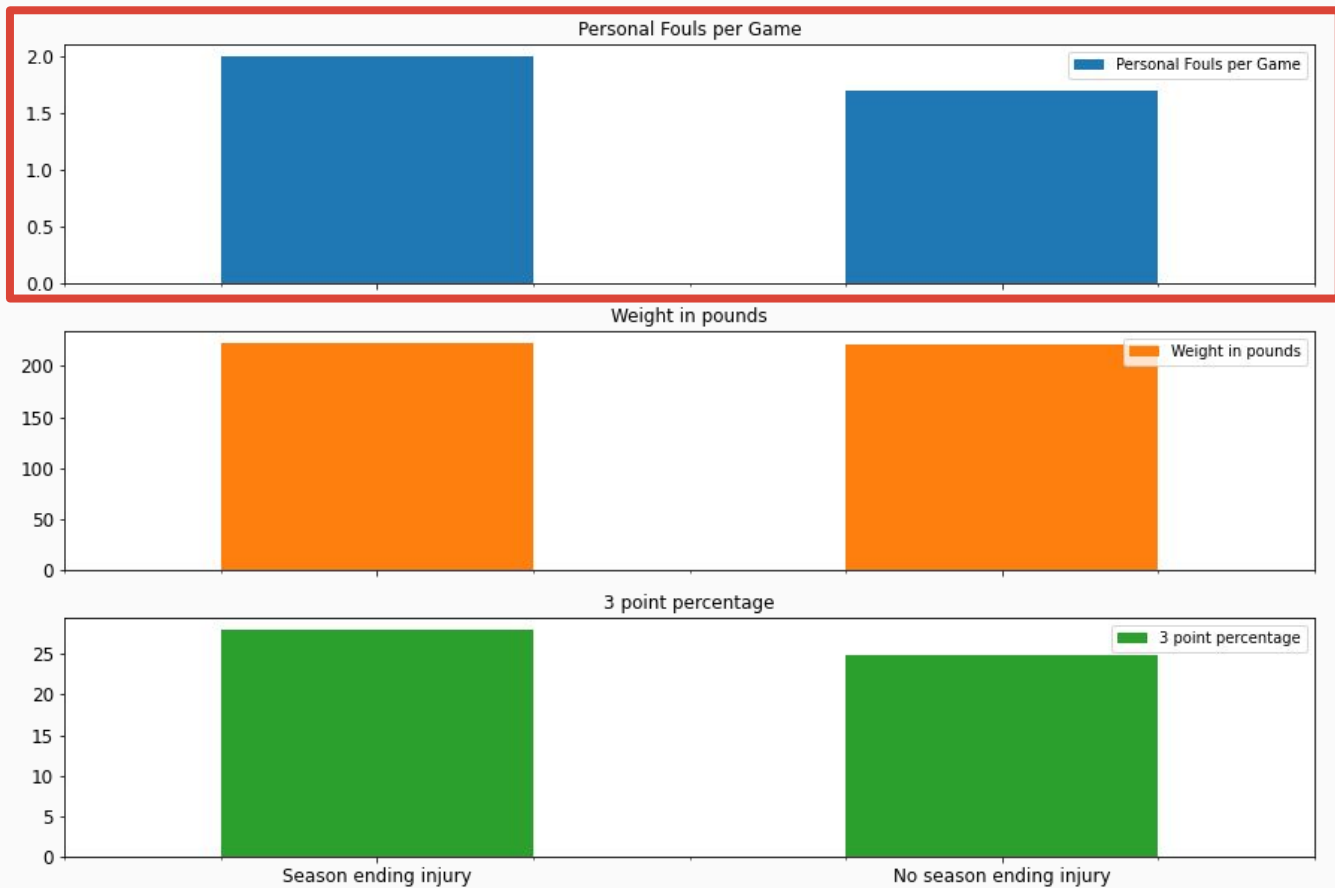 Personal Fouls per Game
Personal Fouls per Game
2.0
1.5
1.0
0.5
0.0
Weight in pounds
Weight in pounds
200
150
100
50
0
3 point percentage
3 point percentage
25
20
15
10
5
0
Season ending injury No season ending injury